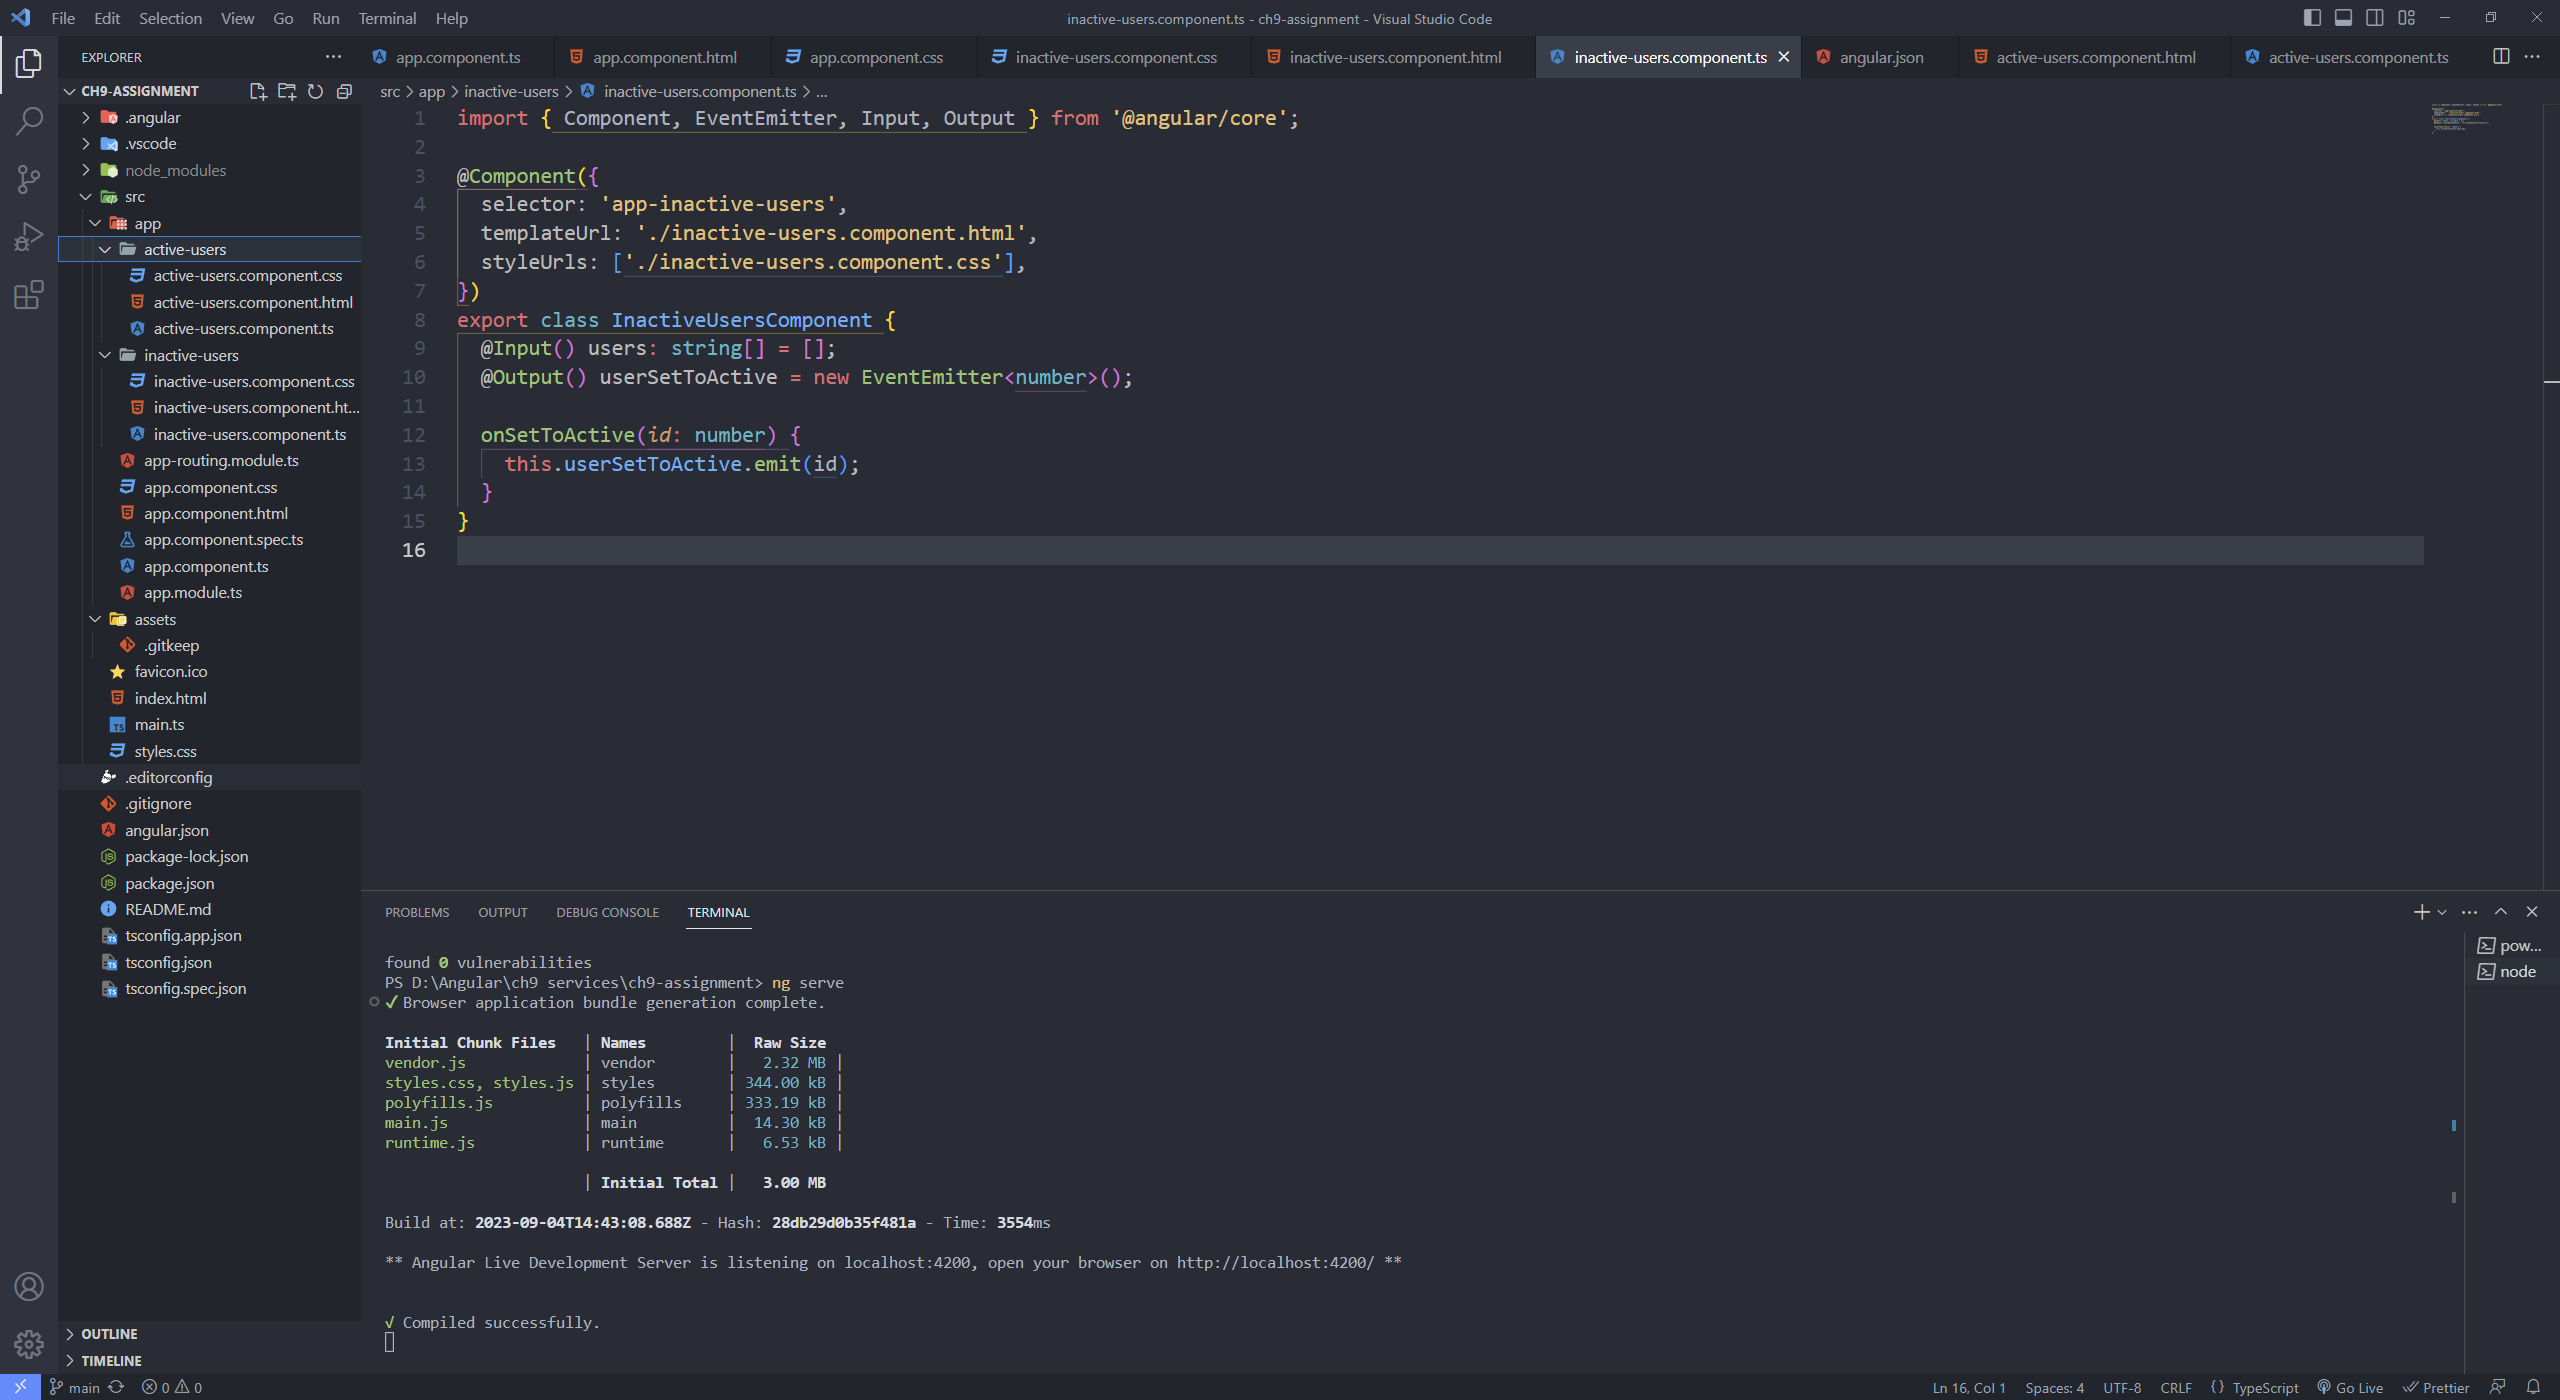 File Edit Selection View Go Run Terminal Help
inactive-users.component.ts - ch9-assignment - Visual Studio Code
EXPLORER
app.component.ts
app.component.html
app.component.css
inactive-users.component.css
inactive-users.component.html
inactive-users.component.ts
angular.json
active-users.component.html
active-users.component.ts
CH9-ASSIGNMENT
.angular
.vscode
node_modules
src
app
active-users
active-users.component.css
active-users.component.html
active-users.component.ts
inactive-users
inactive-users.component.css
inactive-users.component.ht...
inactive-users.component.ts
app-routing.module.ts
app.component.css
app.component.html
app.component.spec.ts
app.component.ts
app.module.ts
assets
.gitkeep
favicon.ico
index.html
main.ts
styles.css
.editorconfig
.gitignore
angular.json
package-lock.json
package.json
README.md
tsconfig.app.json
tsconfig.json
tsconfig.spec.json
OUTLINE
TIMELINE
src > app > inactive-users > inactive-users.component.ts > ...
1 import { Component, EventEmitter, Input, Output } from '@angular/core';
2
3 @Component({
4 selector: 'app-inactive-users',
5 templateUrl: './inactive-users.component.html',
6 styleUrls: ['./inactive-users.component.css'],
7 })
8 export class InactiveUsersComponent {
9 @Input() users: string[] = [];
10 @Output() userSetToActive = new EventEmitter<number>();
11
12 onSetToActive(id: number) {
13 this.userSetToActive.emit(id);
14 }
15 }
16
PROBLEMS OUTPUT DEBUG CONSOLE TERMINAL
pow...
node
found 0 vulnerabilities
PS D:\Angular\ch9 services\ch9-assignment> ng serve
✔ Browser application bundle generation complete.
Initial Chunk Files | Names | Raw Size
vendor.js | vendor | 2.32 MB |
styles.css, styles.js | styles | 344.00 kB |
polyfills.js | polyfills | 333.19 kB |
main.js | main | 14.30 kB |
runtime.js | runtime | 6.53 kB |
| Initial Total | 3.00 MB
Build at: 2023-09-04T14:43:08.688Z - Hash: 28db29d0b35f481a - Time: 3554ms
** Angular Live Development Server is listening on localhost:4200, open your browser on http://localhost:4200/ **
√ Compiled successfully.
main 0 0
Ln 16, Col 1 Spaces: 4 UTF-8 CRLF {} TypeScript Go Live Prettier